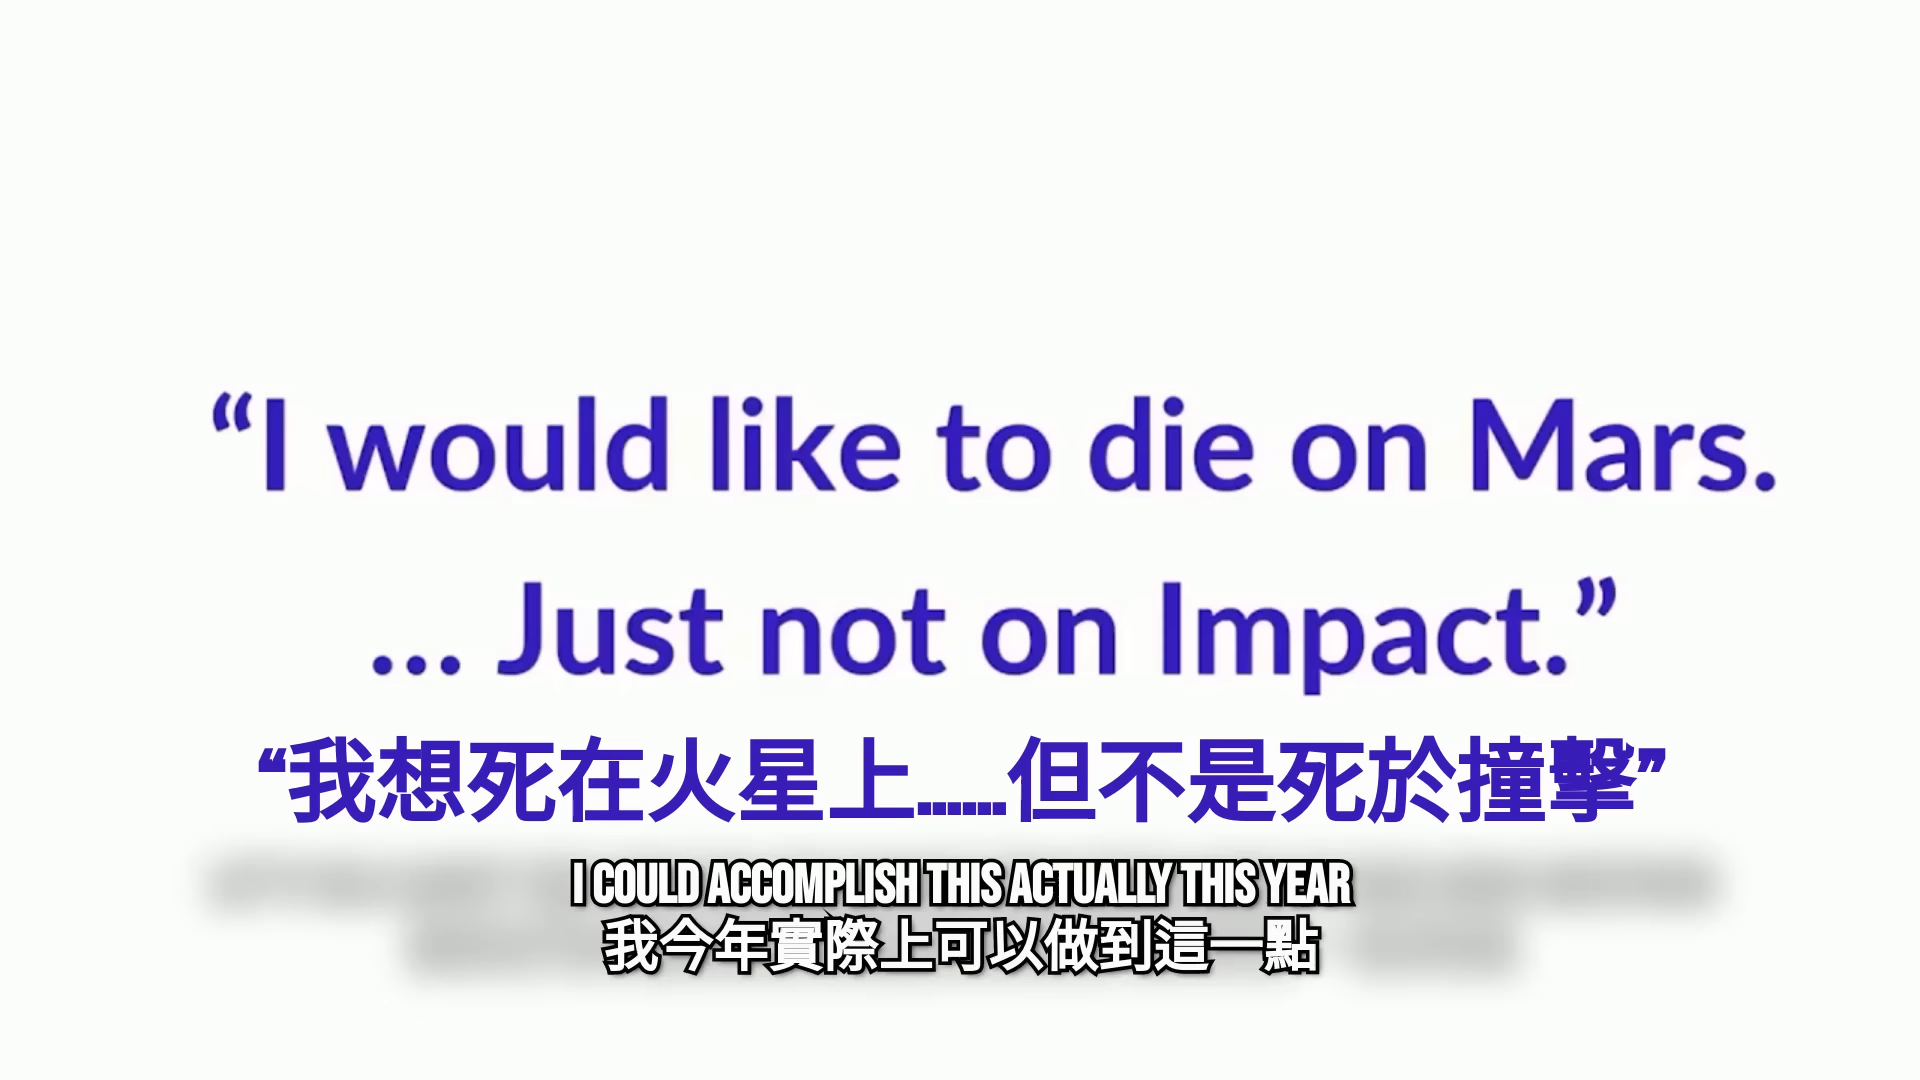 “I would like to die on Mars.
... Just not on Impact.”
“我想死在火星上......但不是死於撞擊”
I COULD ACCOMPLISH THIS ACTUALLY THIS YEAR
我今年實際上可以做到這一點